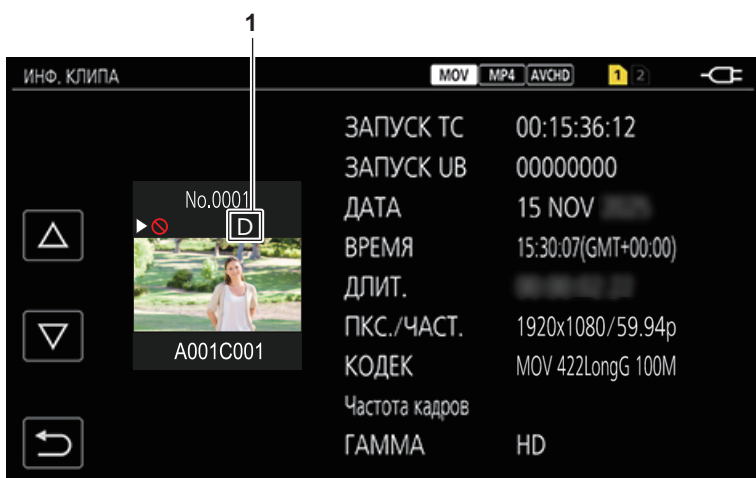 1
ИНФ. КЛИПА MOV MP4 AVCHD 1 2
ЗАПУСК TC 00:15:36:12
ЗАПУСК UB 00000000
No.0001
ДАТА 15 NOV
D
ВРЕМЯ 15:30:07(GMT+00:00)
ДЛИТ.
ПКС./ЧАСТ. 1920x1080/59.94p
A001C001
КОДЕК MOV 422LongG 100M
Частота кадров
ГАММА HD